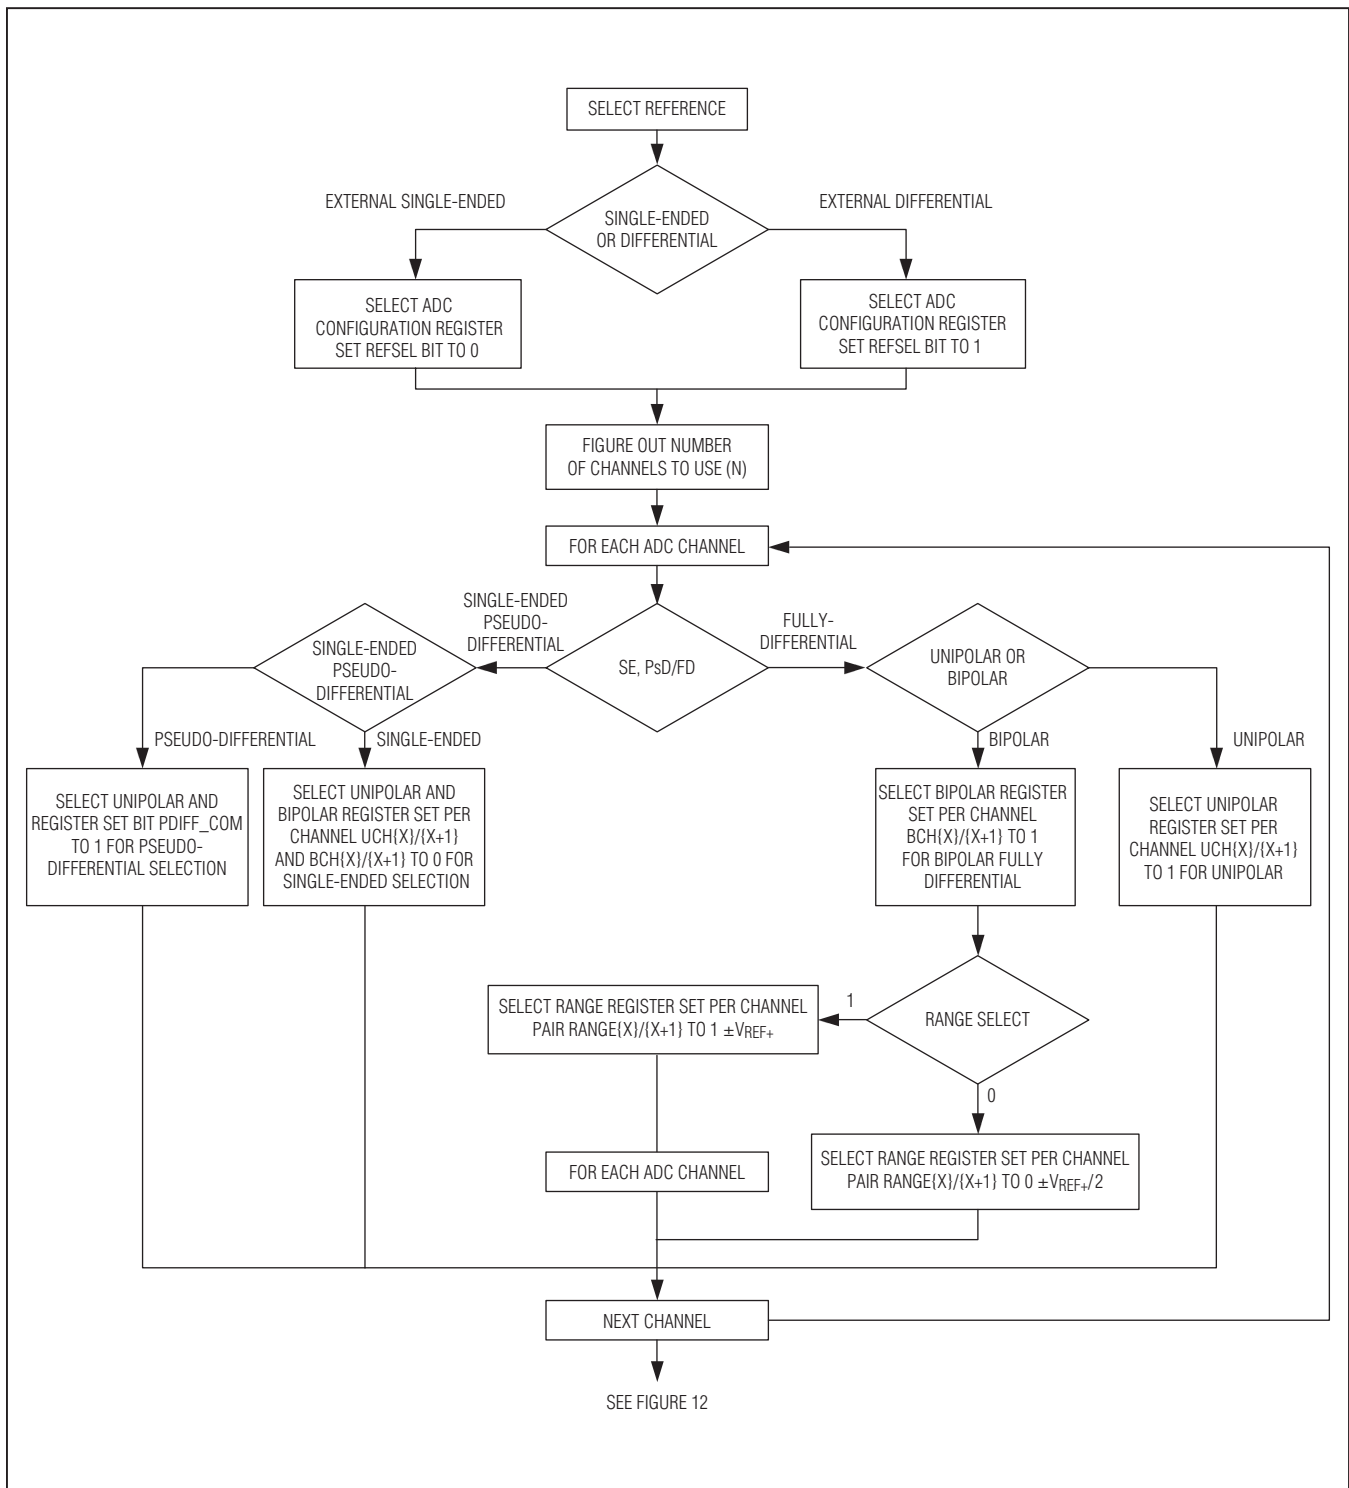 SELECT REFERENCE
EXTERNAL SINGLE-ENDED
EXTERNAL DIFFERENTIAL
SINGLE-ENDED
OR DIFFERENTIAL
SELECT ADC
CONFIGURATION REGISTER
SET REFSEL BIT TO 0
SELECT ADC
CONFIGURATION REGISTER
SET REFSEL BIT TO 1
FIGURE OUT NUMBER
OF CHANNELS TO USE (N)
FOR EACH ADC CHANNEL
SINGLE-ENDED
PSEUDO-
DIFFERENTIAL
FULLY-
DIFFERENTIAL
SINGLE-ENDED
PSEUDO-
DIFFERENTIAL
SE, PsD/FD
UNIPOLAR OR
BIPOLAR
PSEUDO-DIFFERENTIAL
SINGLE-ENDED
BIPOLAR
UNIPOLAR
SELECT UNIPOLAR AND
REGISTER SET BIT PDIFF_COM
TO 1 FOR PSEUDO-
DIFFERENTIAL SELECTION
SELECT UNIPOLAR AND
BIPOLAR REGISTER SET PER
CHANNEL UCH{X}/{X+1}
AND BCH{X}/{X+1} TO 0 FOR
SINGLE-ENDED SELECTION
SELECT BIPOLAR REGISTER
SET PER CHANNEL
BCH{X}/{X+1} TO 1
FOR BIPOLAR FULLY
DIFFERENTIAL
SELECT UNIPOLAR
REGISTER SET PER
CHANNEL UCH{X}/{X+1}
TO 1 FOR UNIPOLAR
SELECT RANGE REGISTER SET PER CHANNEL
PAIR RANGE{X}/{X+1} TO 1 ±VREF+
1
RANGE SELECT
0
FOR EACH ADC CHANNEL
SELECT RANGE REGISTER SET PER CHANNEL
PAIR RANGE{X}/{X+1} TO 0 ±VREF+/2
NEXT CHANNEL
SEE FIGURE 12